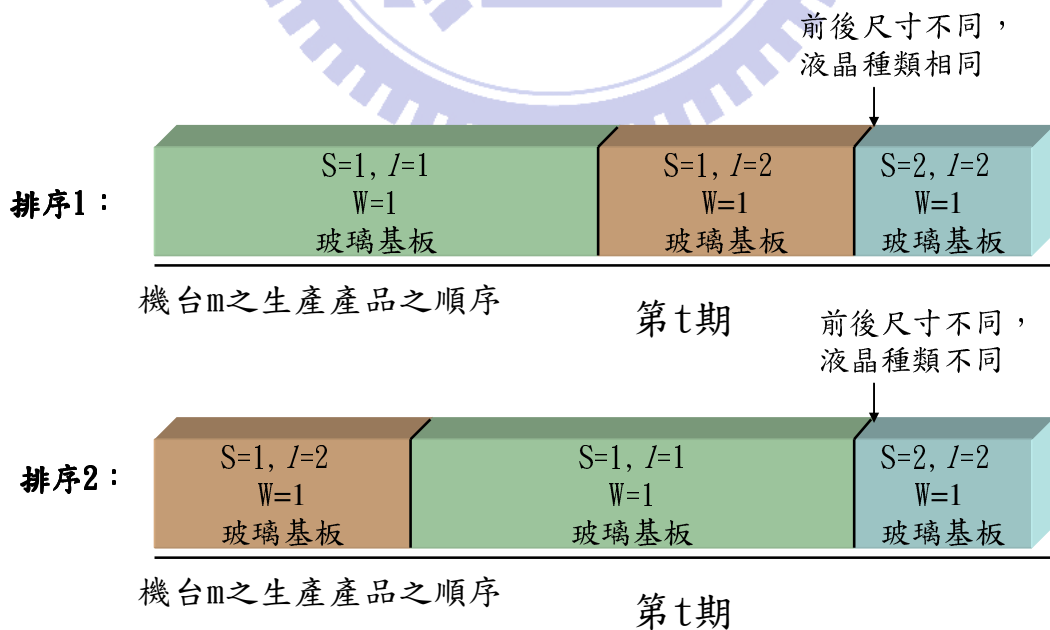 前後尺寸不同，
液晶種類相同
排序1：
S=1, l=1
W=1
玻璃基板
S=1, l=2
W=1
玻璃基板
S=2, l=2
W=1
玻璃基板
機台m之生產產品之順序
第t期
前後尺寸不同，
液晶種類不同
排序2：
S=1, l=2
W=1
玻璃基板
S=1, l=1
W=1
玻璃基板
S=2, l=2
W=1
玻璃基板
機台m之生產產品之順序
第t期